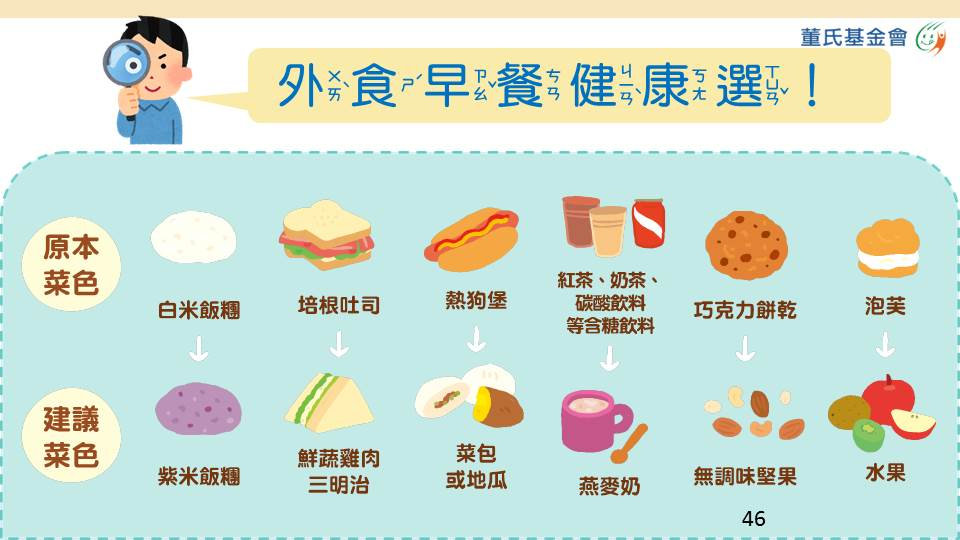 董氏基金會
外ㄨㄞˋ食ㄕˊ早ㄗㄠˇ餐ㄘㄢ健ㄐㄧㄢˋ康ㄎㄤ選ㄒㄩㄢˇ！
原本
菜色
白米飯糰
培根吐司
熱狗堡
紅茶、奶茶、
碳酸飲料
等含糖飲料
巧克力餅乾
泡芙
建議
菜色
紫米飯糰
鮮蔬雞肉
三明治
菜包
或地瓜
燕麥奶
無調味堅果
水果
46